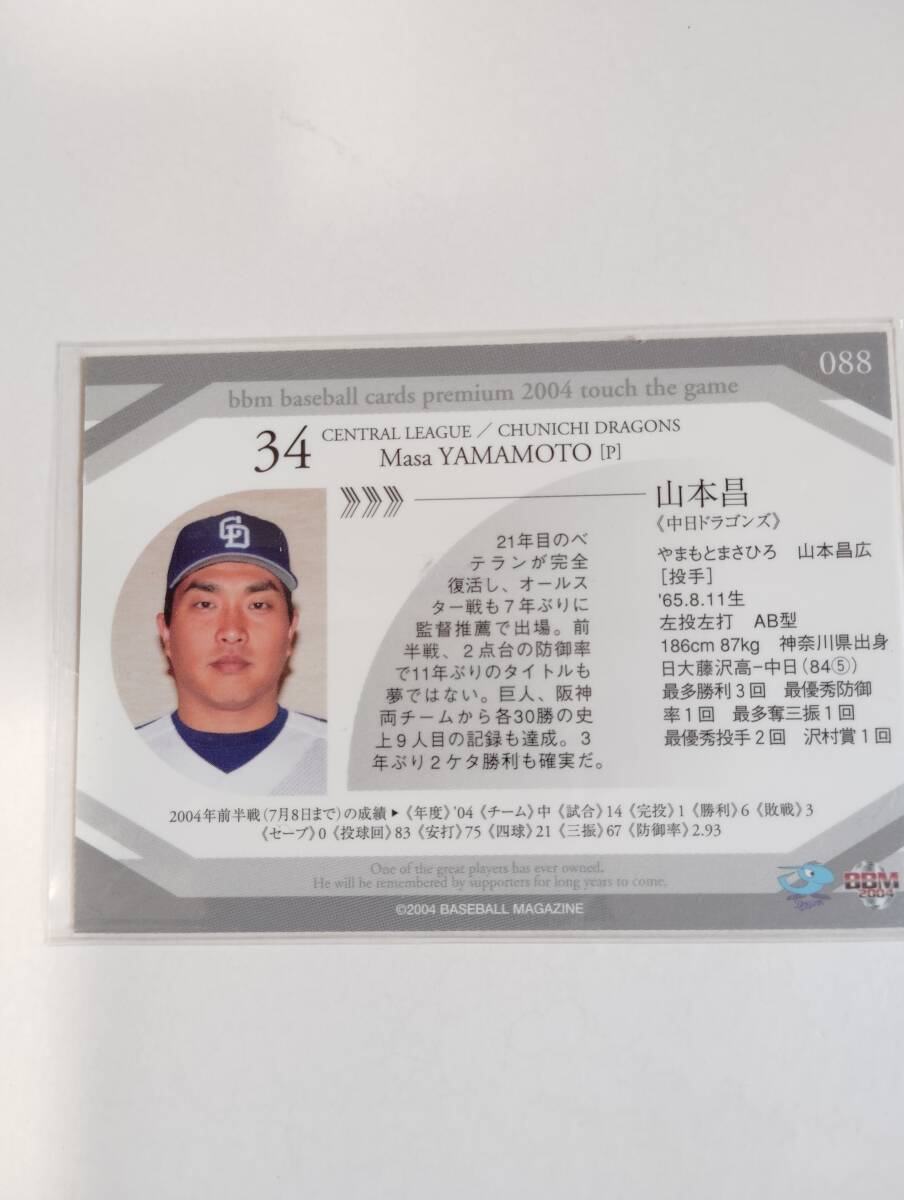 088
bbm baseball cards premium 2004 touch the game
34 CENTRAL LEAGUE / CHUNICHI DRAGONS
Masa YAMAMOTO [P]
山本昌
《中日ドラゴンズ》
21年目のベ
テランが完全
復活し、オールス
ター戦も7年ぶりに
監督推薦で出場。前
半戦、2点台の防御率
で11年ぶりのタイトルも
夢ではない。巨人、阪神
両チームから各30勝の史
上9人目の記録も達成。3
年ぶり2ケタ勝利も確実だ。
やまもとまさひろ 山本昌広
[投手]
'65.8.11生
左投左打 AB型
186cm 87kg 神奈川県出身
日大藤沢高−中日(84⑤)
最多勝利3回 最優秀防御
率1回 最多奪三振1回
最優秀投手2回 沢村賞1回
2004年前半戦(7月8日まで)の成績▶《年度》'04《チーム》中《試合》14《完投》1《勝利》6《敗戦》3
《セーブ》0《投球回》83《安打》75《四球》21《三振》67《防御率》2.93
One of the great players has ever owned.
He will be remembered by supporters for long years to come.
©2004 BASEBALL MAGAZINE
BBM
2004
CD